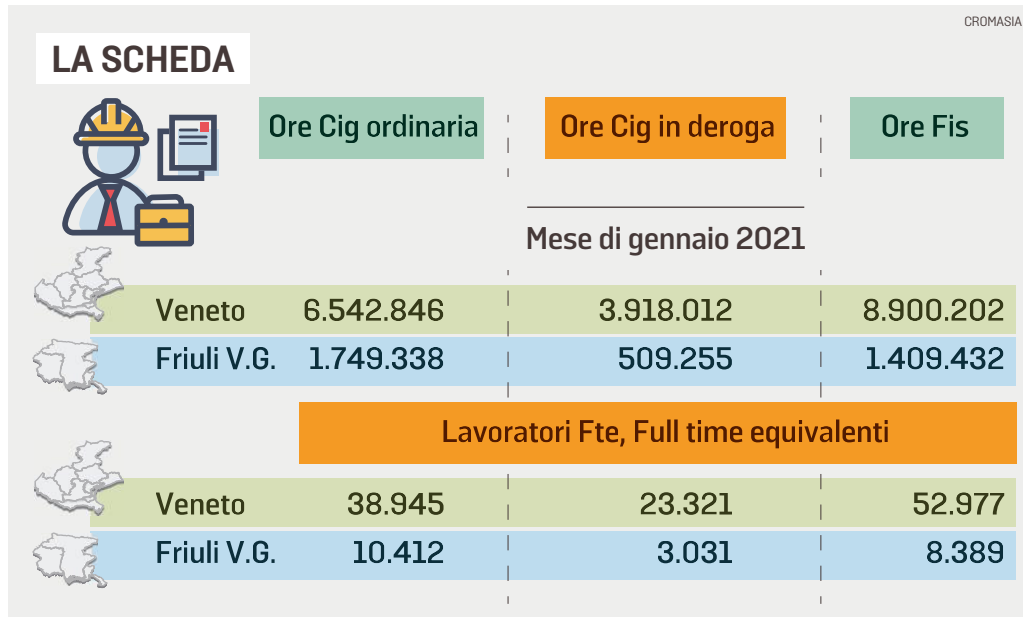 CROMASIA
LA SCHEDA
Ore Cig ordinaria Ore Cig in deroga Ore Fis
Mese di gennaio 2021
Veneto 6.542.846 3.918.012 8.900.202
Friuli V.G. 1.749.338 509.255 1.409.432
Lavoratori Fte, Full time equivalenti
Veneto 38.945 23.321 52.977
Friuli V.G. 10.412 3.031 8.389